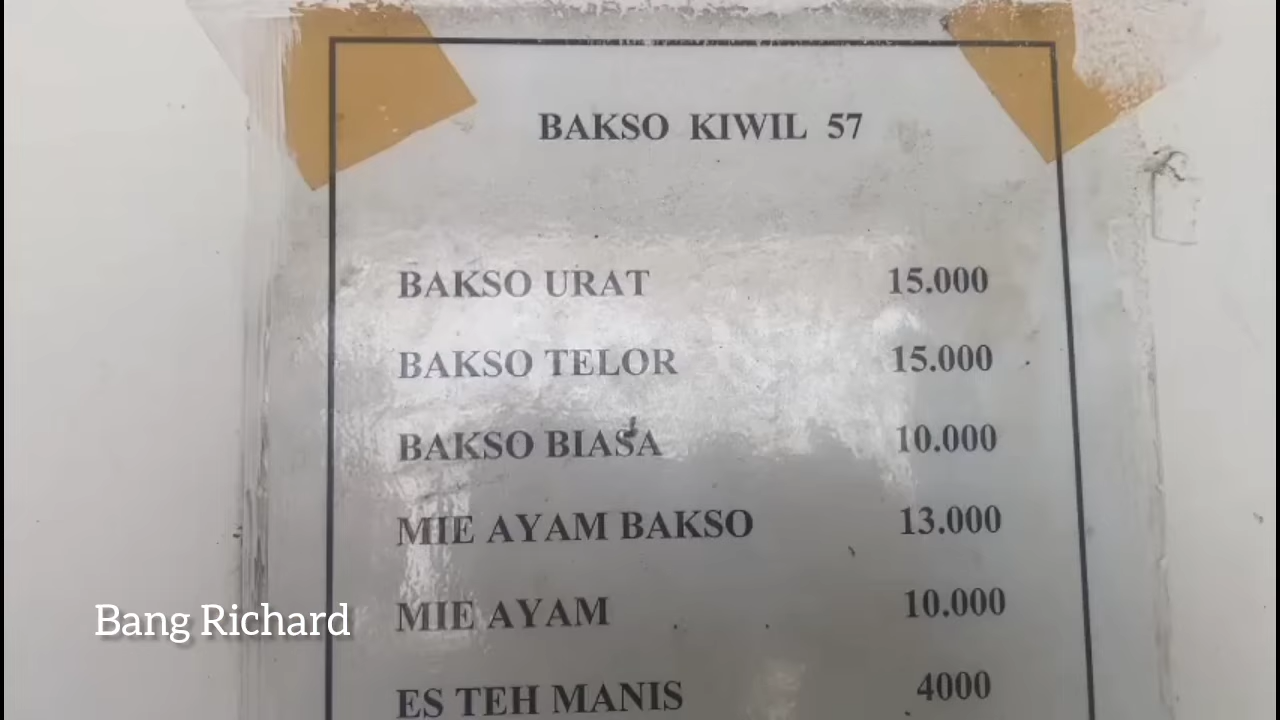 BAKSO KIWIL 57
BAKSO URAT 15.000
BAKSO TELOR 15.000
BAKSO BIASA 10.000
MIE AYAM BAKSO 13.000
MIE AYAM 10.000
ES TEH MANIS 4000
Bang Richard